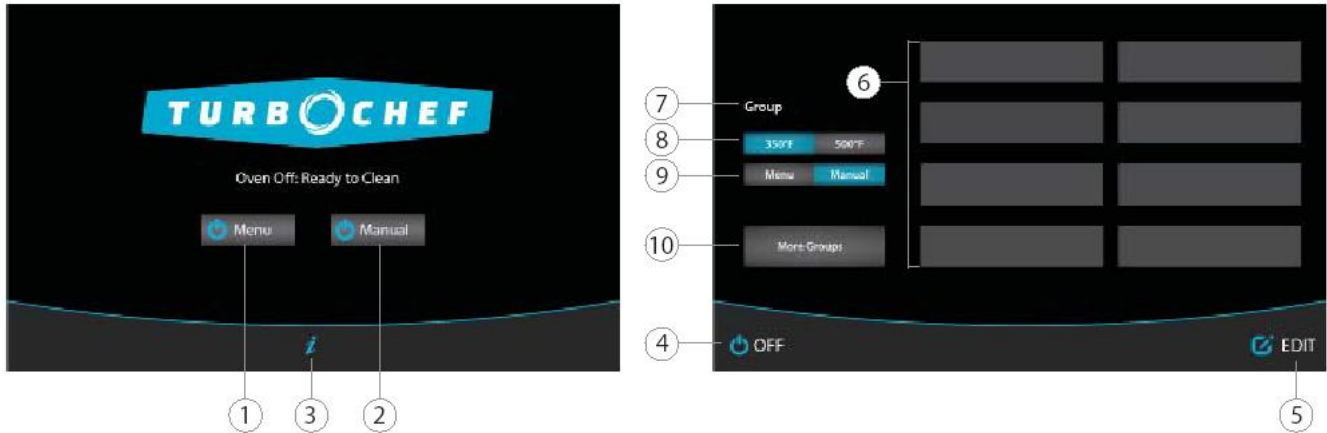 TURBOCHEF
Oven Off: Ready to Clean
Menu
Manual
i
1
3
2
6
7
Group
8
350°F
500°F
9
Menu
Manual
10
More Groups
4
OFF
EDIT
5